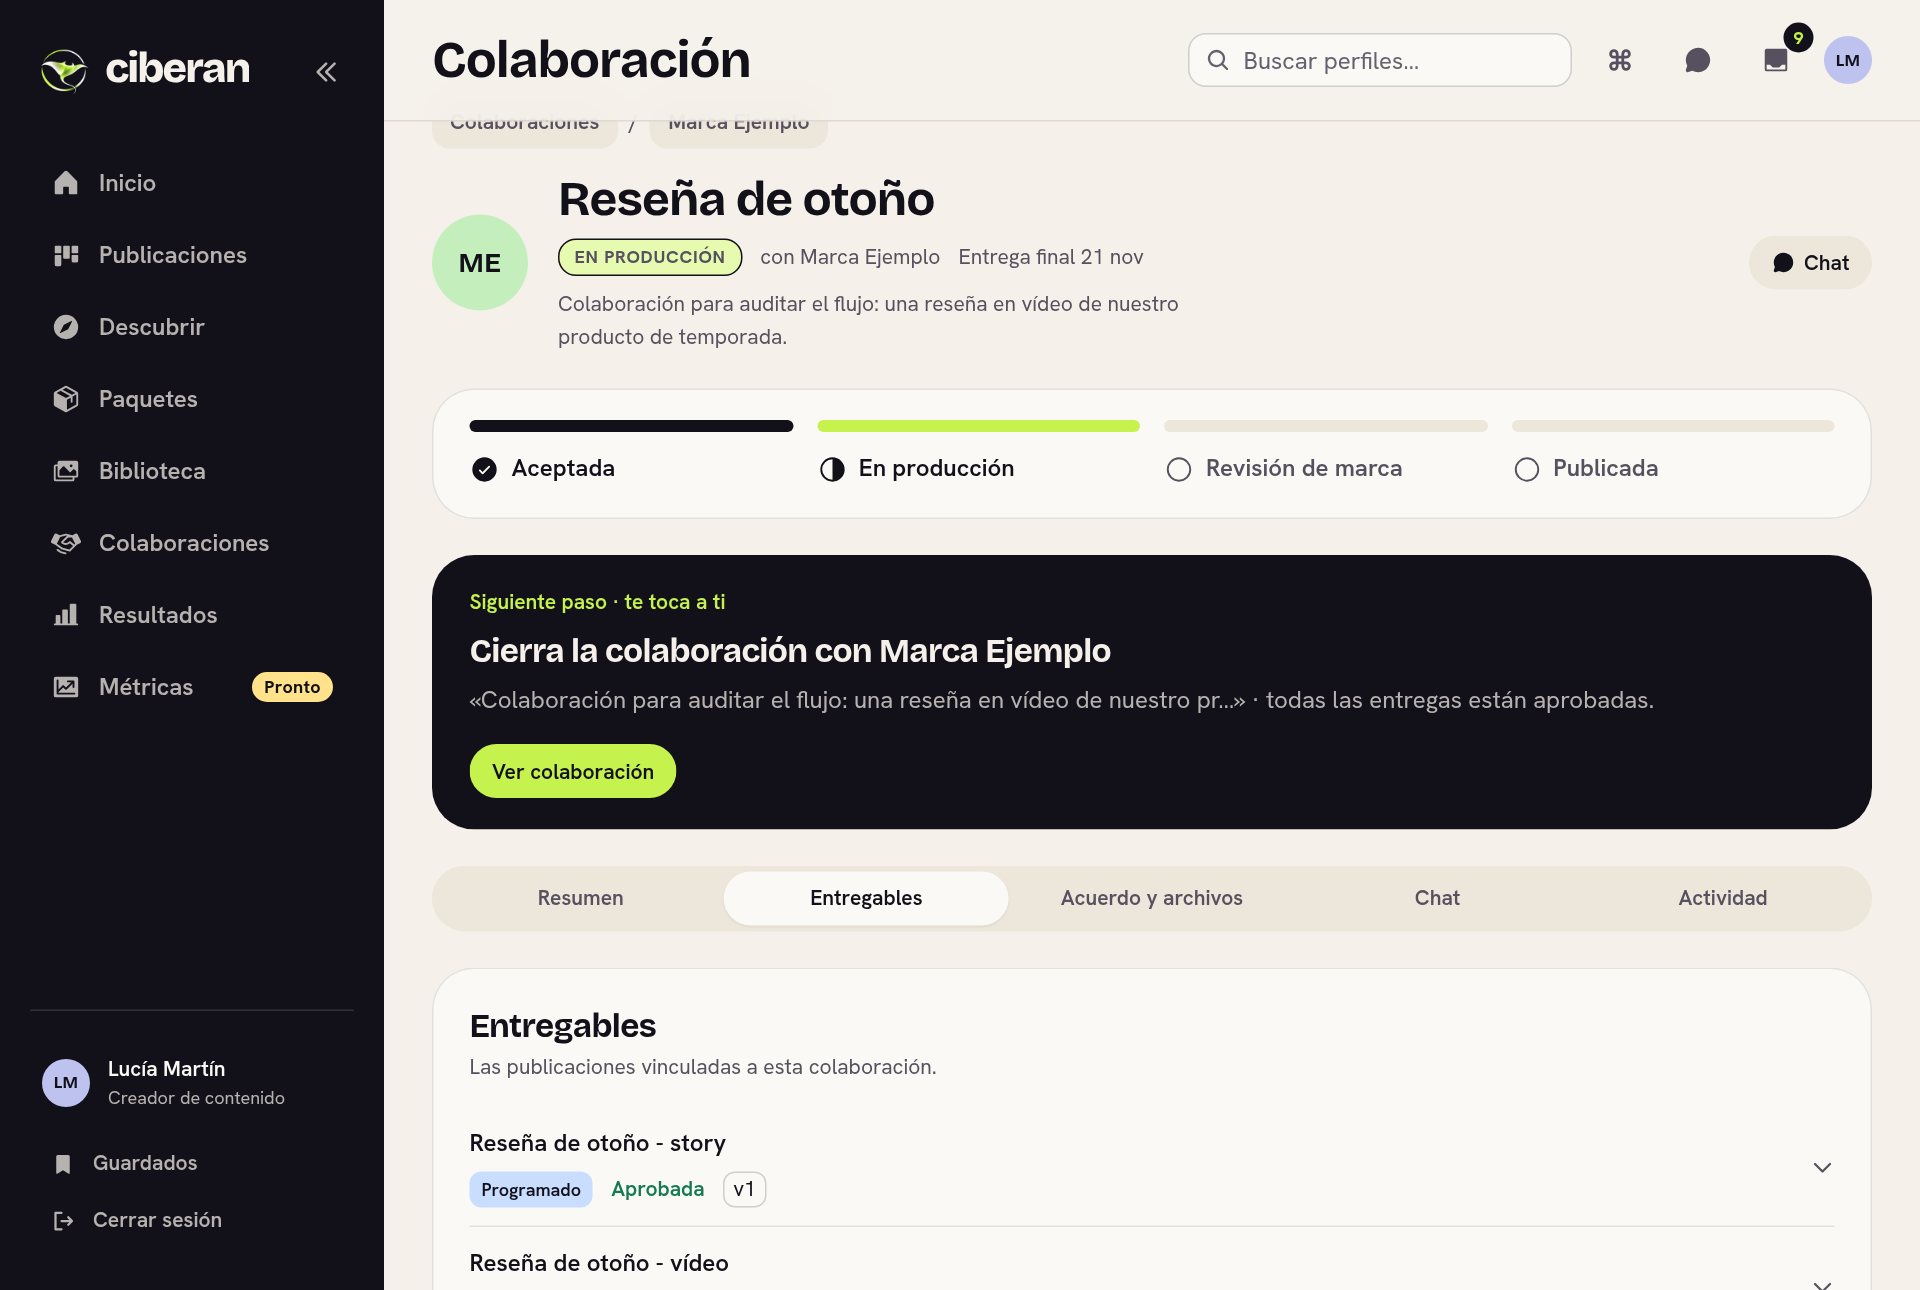 ciberan
Inicio
Publicaciones
Descubrir
Paquetes
Biblioteca
Colaboraciones
Resultados
Métricas
Pronto
LM
Lucía Martín
Creador de contenido
Guardados
Cerrar sesión
Colaboración
Buscar perfiles...
9
LM
Colaboraciones / Marca Ejemplo
ME
Reseña de otoño
EN PRODUCCIÓN con Marca Ejemplo Entrega final 21 nov
Colaboración para auditar el flujo: una reseña en vídeo de nuestro
producto de temporada.
Chat
Aceptada
En producción
Revisión de marca
Publicada
Siguiente paso · te toca a ti
Cierra la colaboración con Marca Ejemplo
«Colaboración para auditar el flujo: una reseña en vídeo de nuestro pr...» · todas las entregas están aprobadas.
Ver colaboración
Resumen
Entregables
Acuerdo y archivos
Chat
Actividad
Entregables
Las publicaciones vinculadas a esta colaboración.
Reseña de otoño - story
Programado Aprobada v1
Reseña de otoño - vídeo